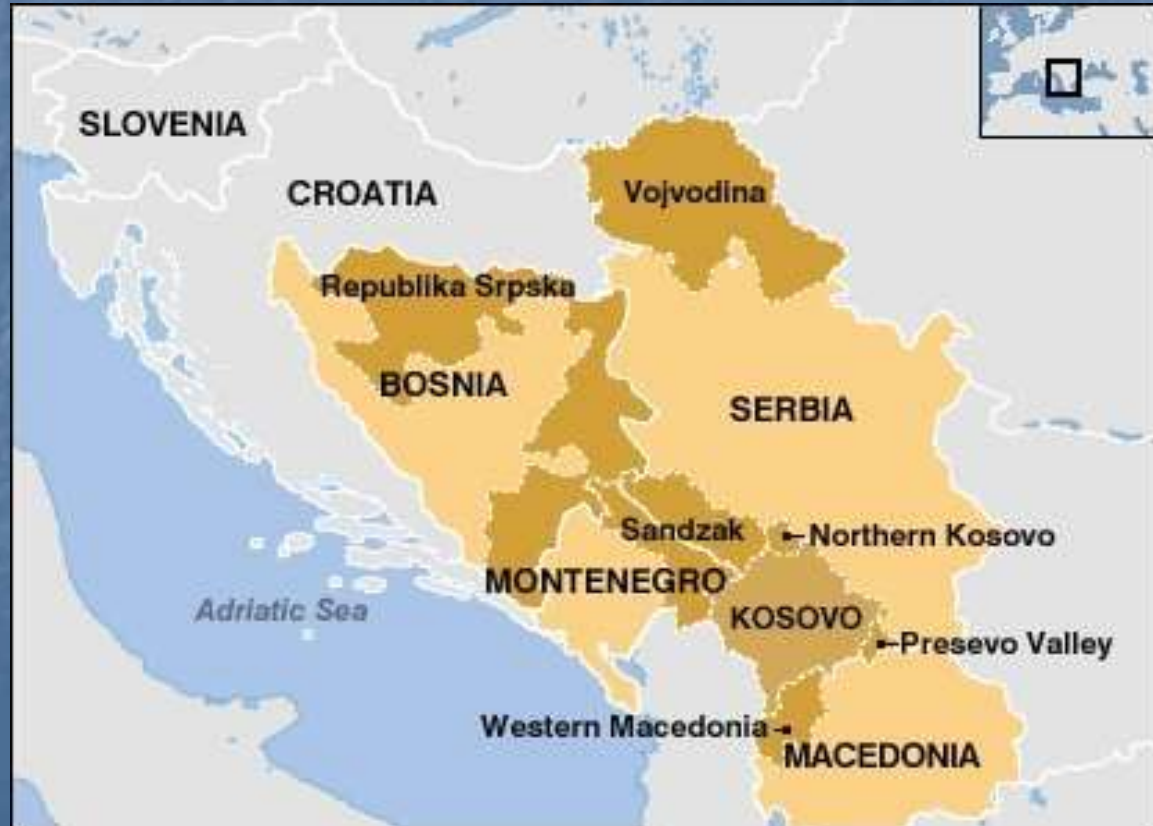 SLOVENIA
CROATIA
Vojvodina
Republika Srpska
BOSNIA
SERBIA
Sandzak
Northern Kosovo
MONTENEGRO
Adriatic Sea
KOSOVO
Presevo Valley
Western Macedonia
MACEDONIA